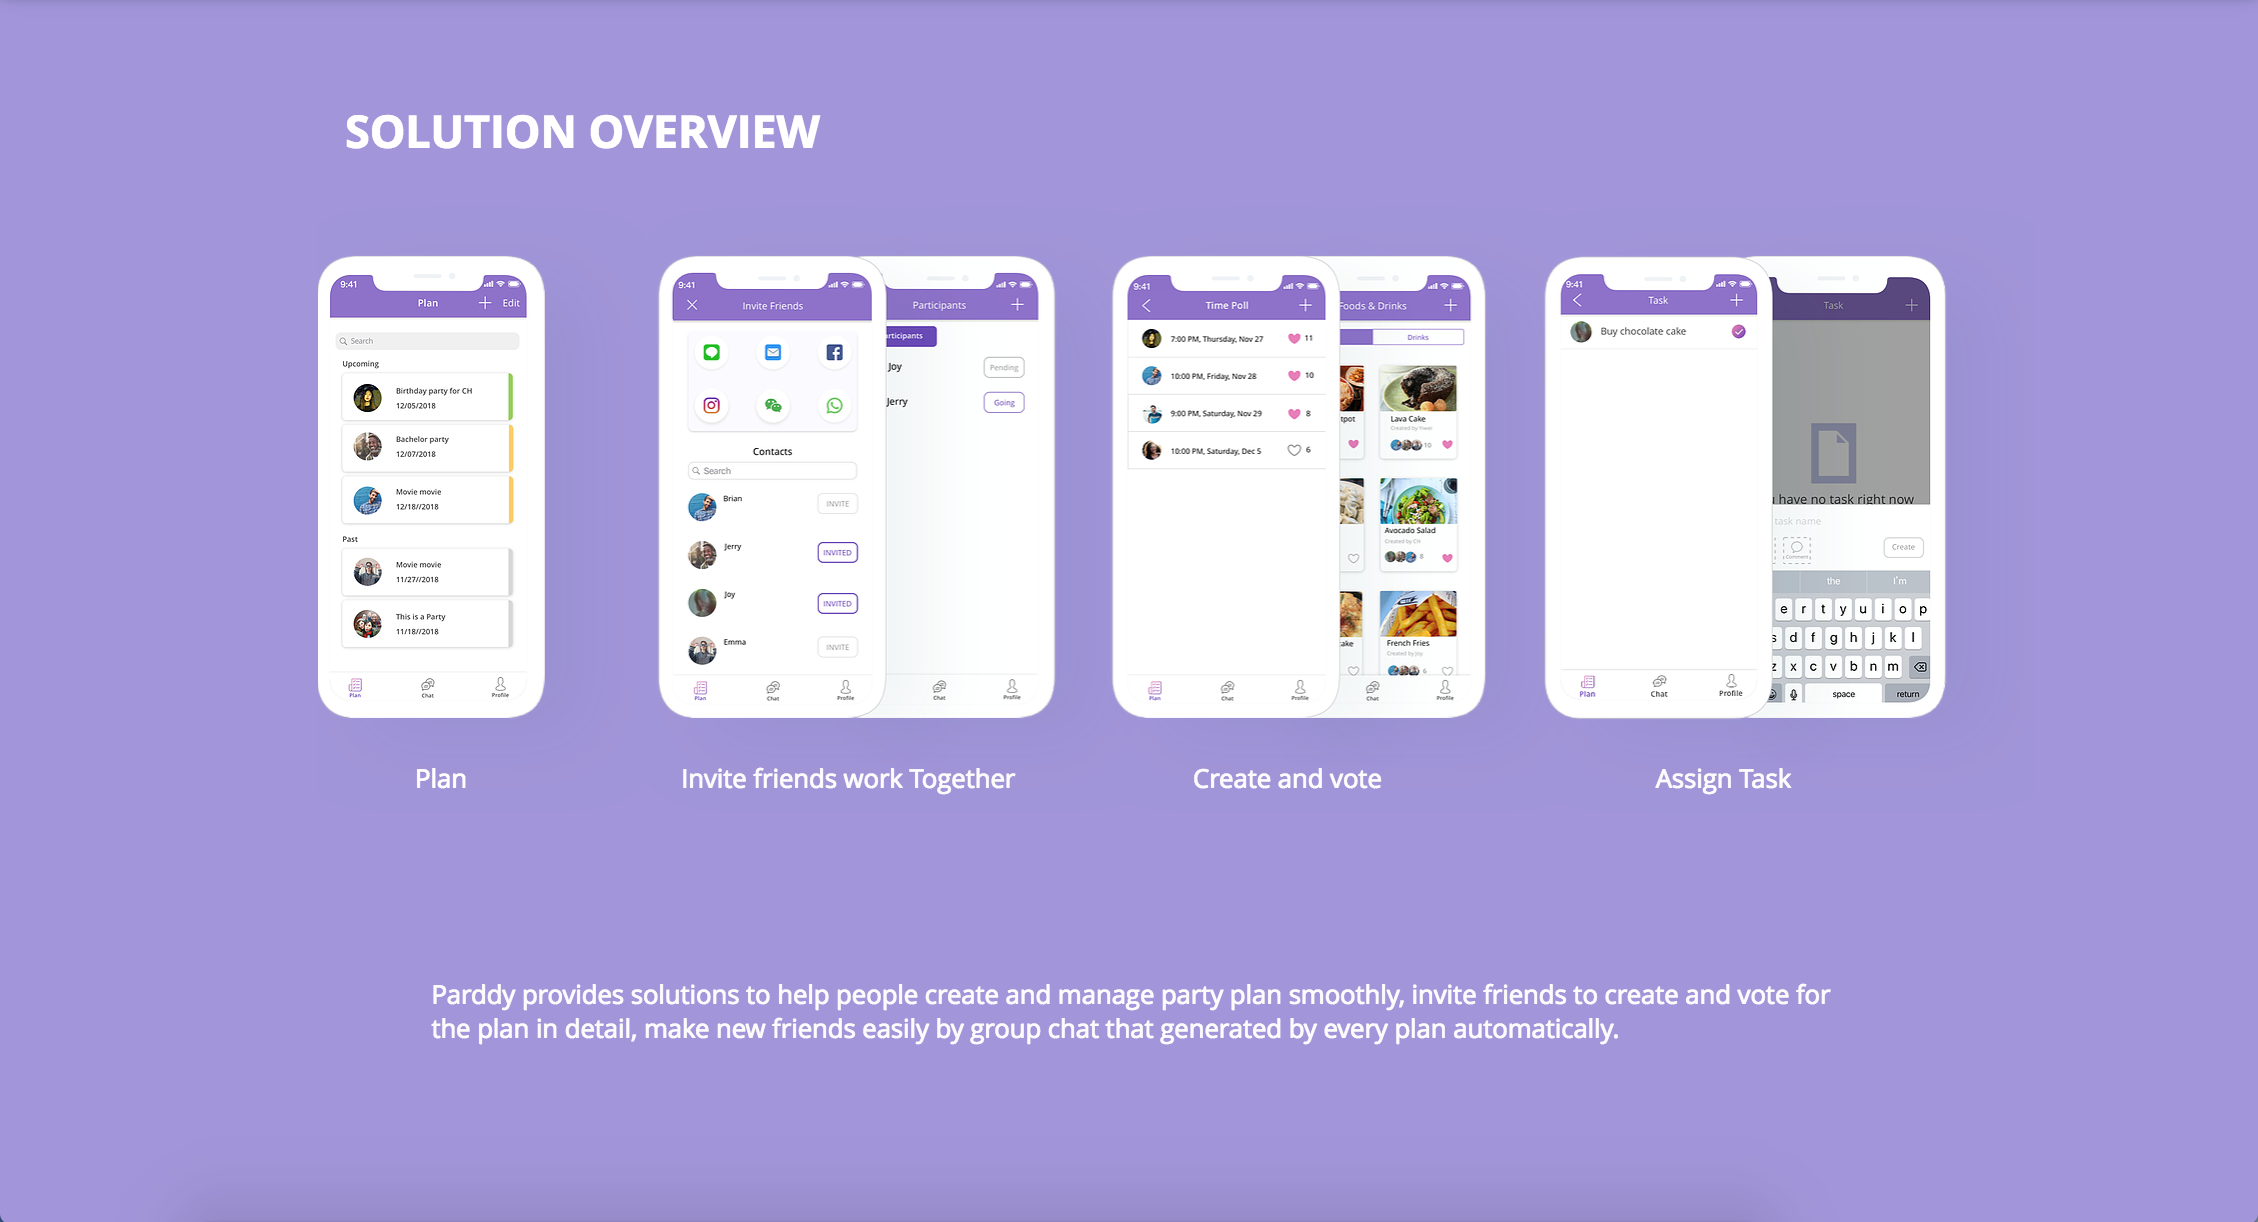 SOLUTION OVERVIEW
9:41
Plan
Edit
Search
Upcoming
Birthday party for CH
12/05/2018
Bachelor party
12/07/2018
Movie movie
12/18//2018
Past
Movie movie
11/27//2018
This is a Party
11/18//2018
Plan
Chat
Profile
9:41
Invite Friends
Contacts
Search
Brian
INVITE
Jerry
INVITED
Joy
INVITED
Emma
INVITE
Plan
Chat
Profile
Participants
articipants
Joy
Pending
Jerry
Going
Chat
Profile
9:41
Time Poll
7:00 PM, Thursday, Nov 27
11
10:00 PM, Friday, Nov 28
10
9:00 PM, Saturday, Nov 29
8
10:00 PM, Saturday, Dec 5
6
Plan
Chat
Profile
Foods & Drinks
Drinks
tpot
Lava Cake
Created by Yiwei
10
Avocado Salad
Created by CH
8
cake
French Fries
Created by Joy
6
Chat
Profile
9:41
Task
Buy chocolate cake
Plan
Chat
Profile
Task
have no task right now
task name
Comment
Create
the
I'm
e r t y u i o p
s d f g h j k l
z x c v b n m
space
return
Plan
Invite friends work Together
Create and vote
Assign Task
Parddy provides solutions to help people create and manage party plan smoothly, invite friends to create and vote for
the plan in detail, make new friends easily by group chat that generated by every plan automatically.